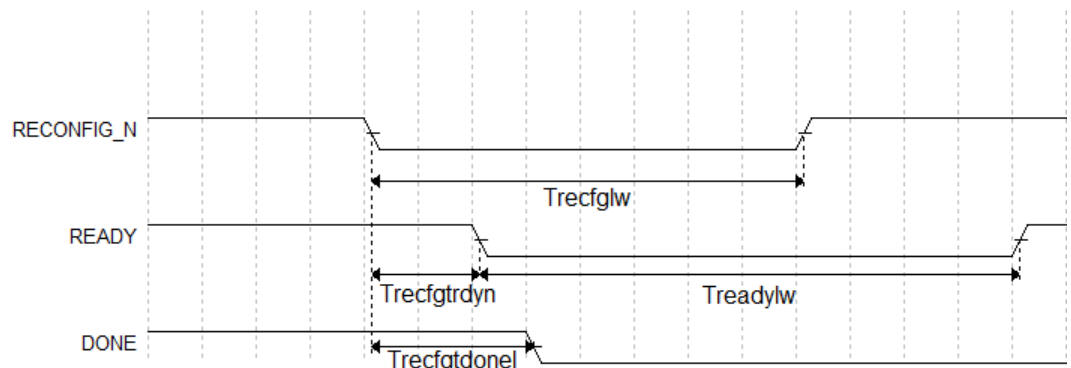 RECONFIG_N
Trecfglw
READY
Trecfgtrdyn
Treadylw
DONE
Trecfgtdonel